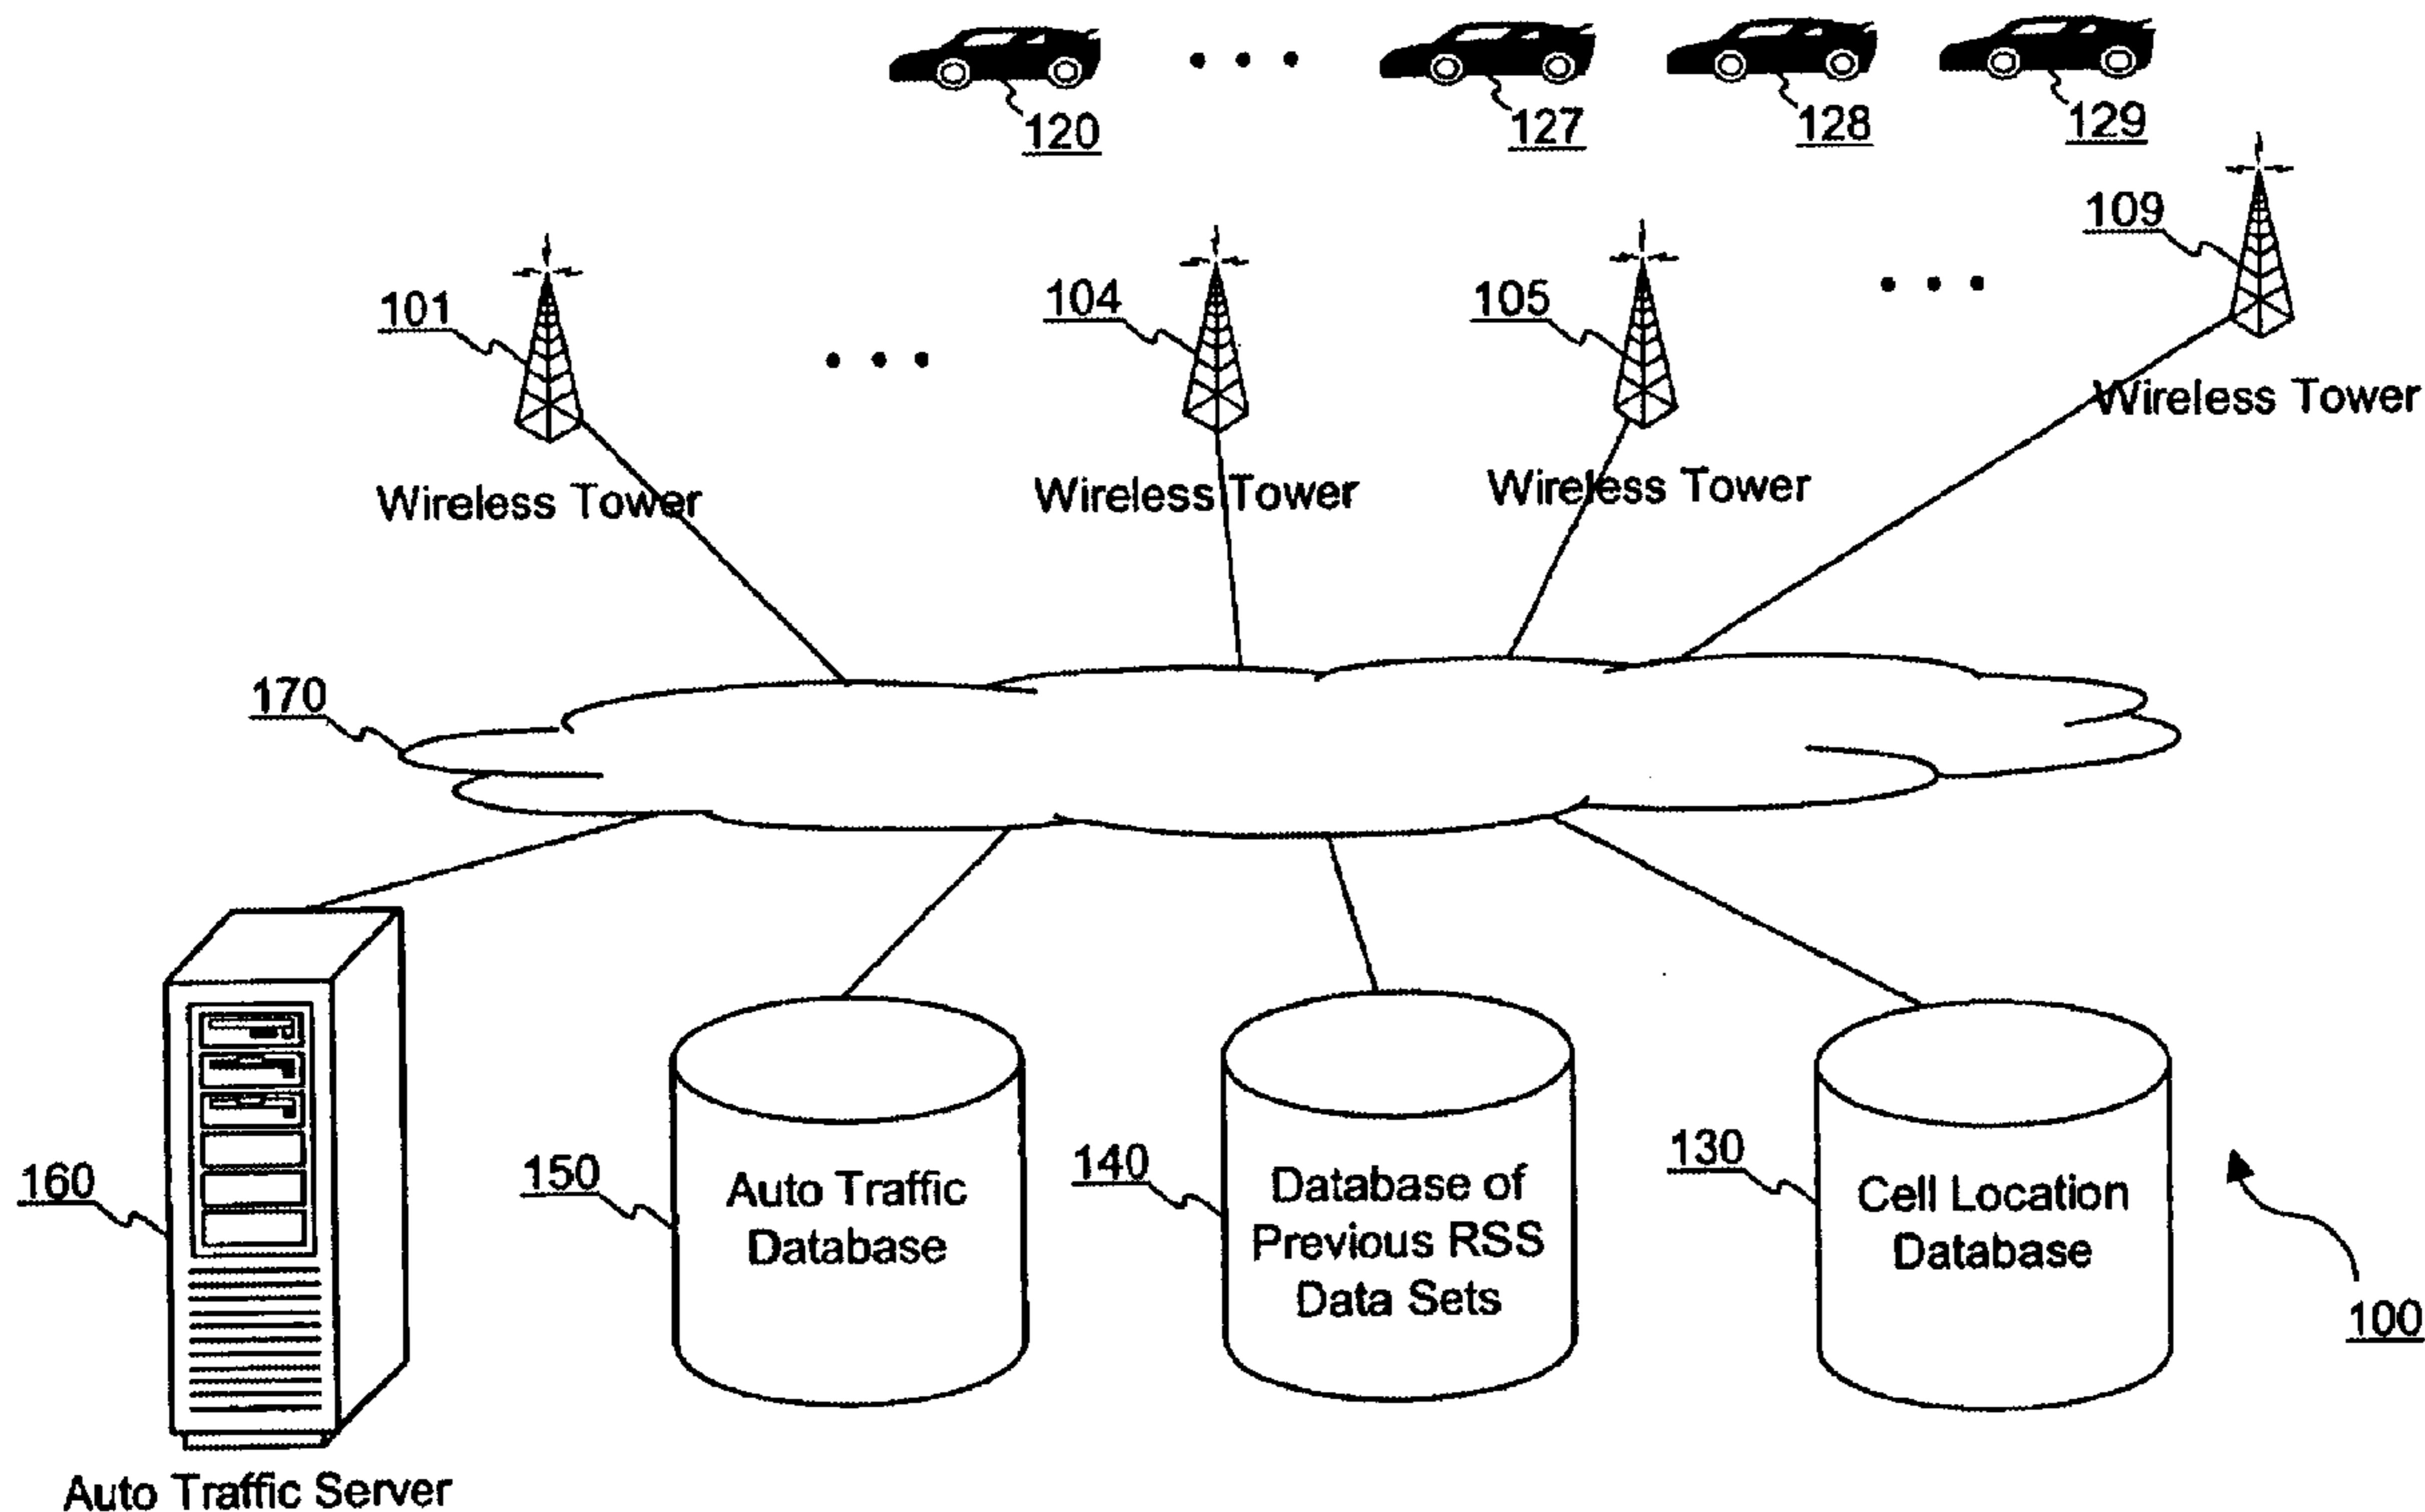 120
127
128
129
109
101
104
105
Wireless Tower
Wireless Tower
Wireless Tower
Wireless Tower
170
160
150
Auto Traffic
Database
140
Database of
Previous RSS
Data Sets
130
Cell Location
Database
100
Auto Traffic Server